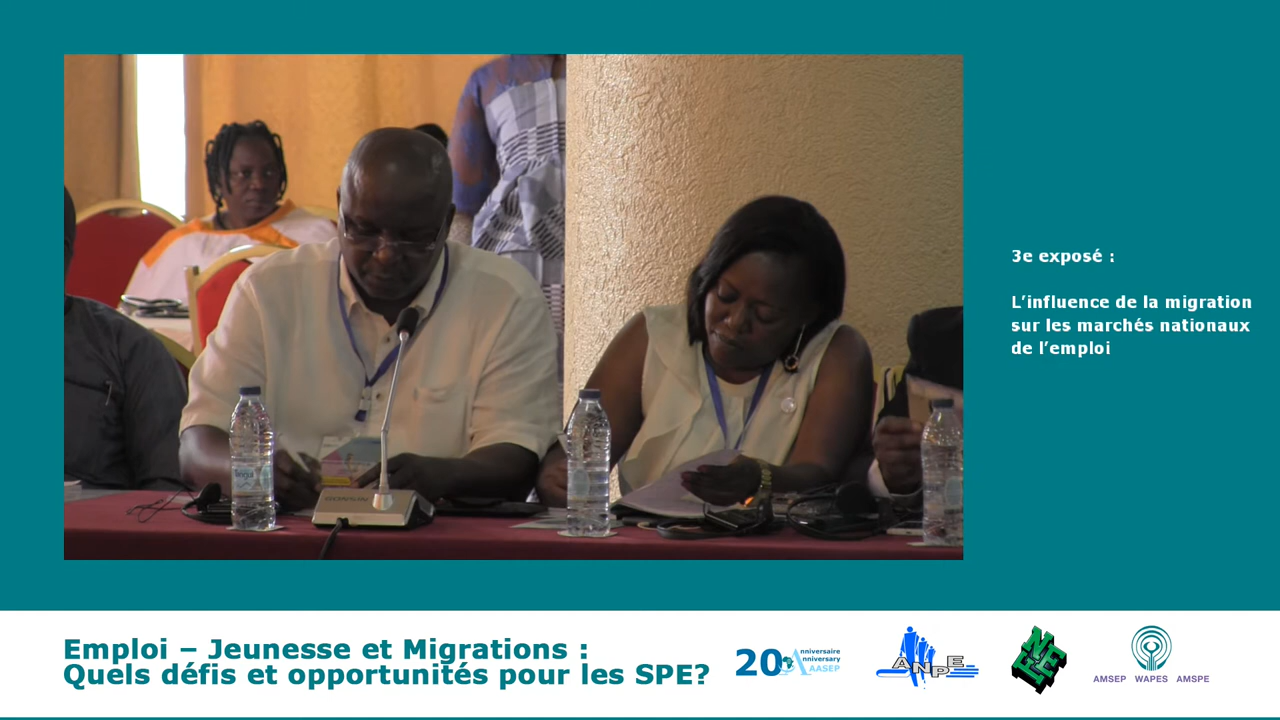 3e exposé :
L’influence de la migration
sur les marchés nationaux
de l’emploi
Emploi – Jeunesse et Migrations :
Quels défis et opportunités pour les SPE?
20 Anniversaire
Anniversary
AASEP
ANPE
AMSEP WAPES AMSPE